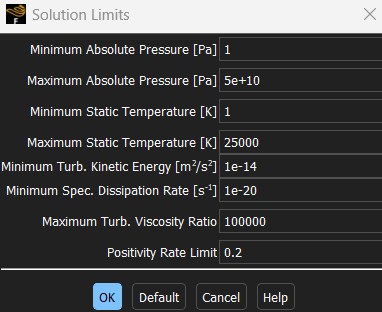 Solution Limits
Minimum Absolute Pressure [Pa] 1
Maximum Absolute Pressure [Pa] 5e+10
Minimum Static Temperature [K] 1
Maximum Static Temperature [K] 25000
Minimum Turb. Kinetic Energy [m²/s²] 1e-14
Minimum Spec. Dissipation Rate [s⁻¹] 1e-20
Maximum Turb. Viscosity Ratio 100000
Positivity Rate Limit 0.2
OK Default Cancel Help